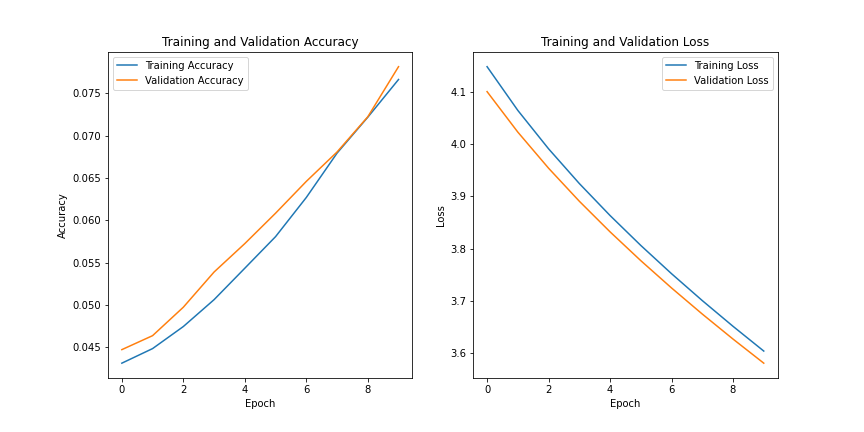 Training and Validation Accuracy
Training Accuracy
Validation Accuracy
0.075
0.070
0.065
0.060
0.055
0.050
0.045
Accuracy
0 2 4 6 8
Epoch
Training and Validation Loss
Training Loss
Validation Loss
4.1
4.0
3.9
3.8
3.7
3.6
Loss
0 2 4 6 8
Epoch